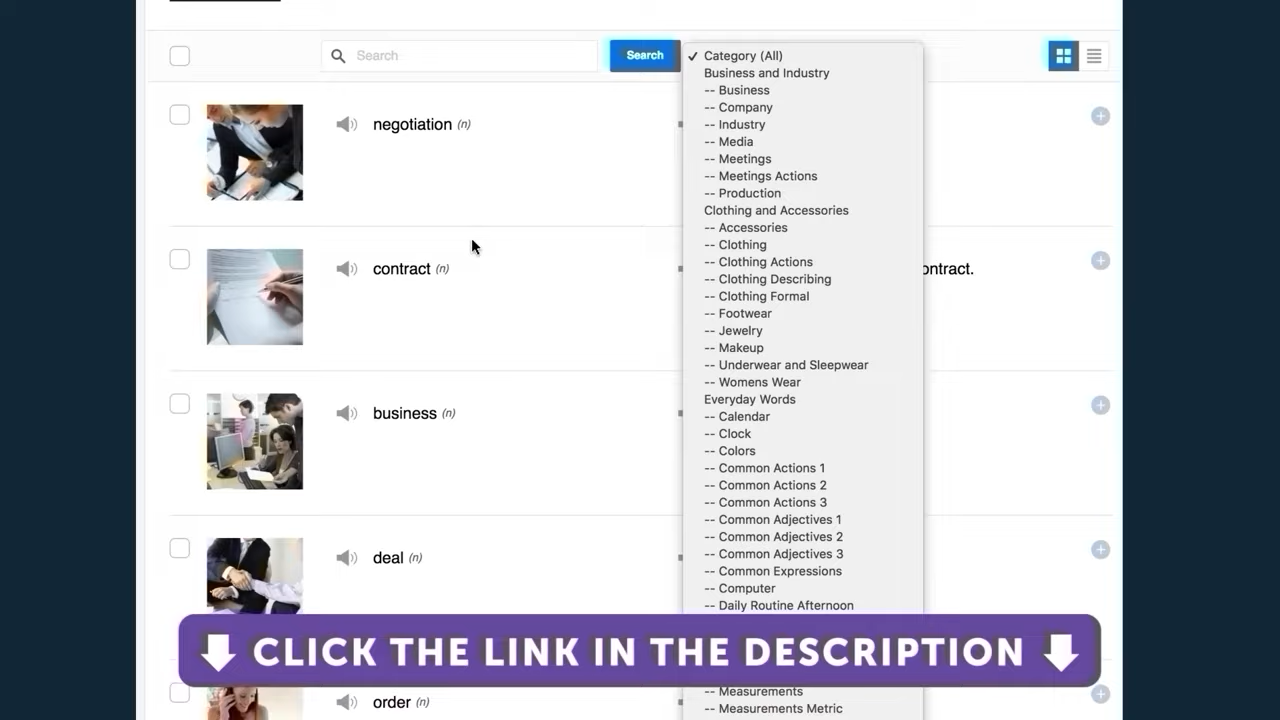 Search
Search
✓ Category (All)
Business and Industry
-- Business
-- Company
-- Industry
-- Media
-- Meetings
-- Meetings Actions
-- Production
Clothing and Accessories
-- Accessories
-- Clothing
-- Clothing Actions
-- Clothing Describing
-- Clothing Formal
-- Footwear
-- Jewelry
-- Makeup
-- Underwear and Sleepwear
-- Womens Wear
Everyday Words
-- Calendar
-- Clock
-- Colors
-- Common Actions 1
-- Common Actions 2
-- Common Actions 3
-- Common Adjectives 1
-- Common Adjectives 2
-- Common Adjectives 3
-- Common Expressions
-- Computer
-- Daily Routine Afternoon
-- Measurements
-- Measurements Metric
negotiation (n)
contract (n)
business (n)
deal (n)
order (n)
CLICK THE LINK IN THE DESCRIPTION